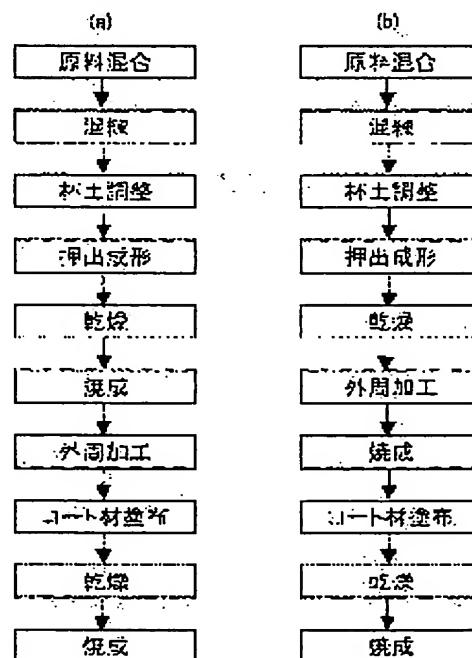 (a)
原料混合
混練
杯土調整
押出成形
乾燥
焼成
外周加工
コート材塗布
乾燥
焼成
(b)
原料混合
混練
杯土調整
押出成形
乾燥
外周加工
焼成
コート材塗布
乾燥
焼成